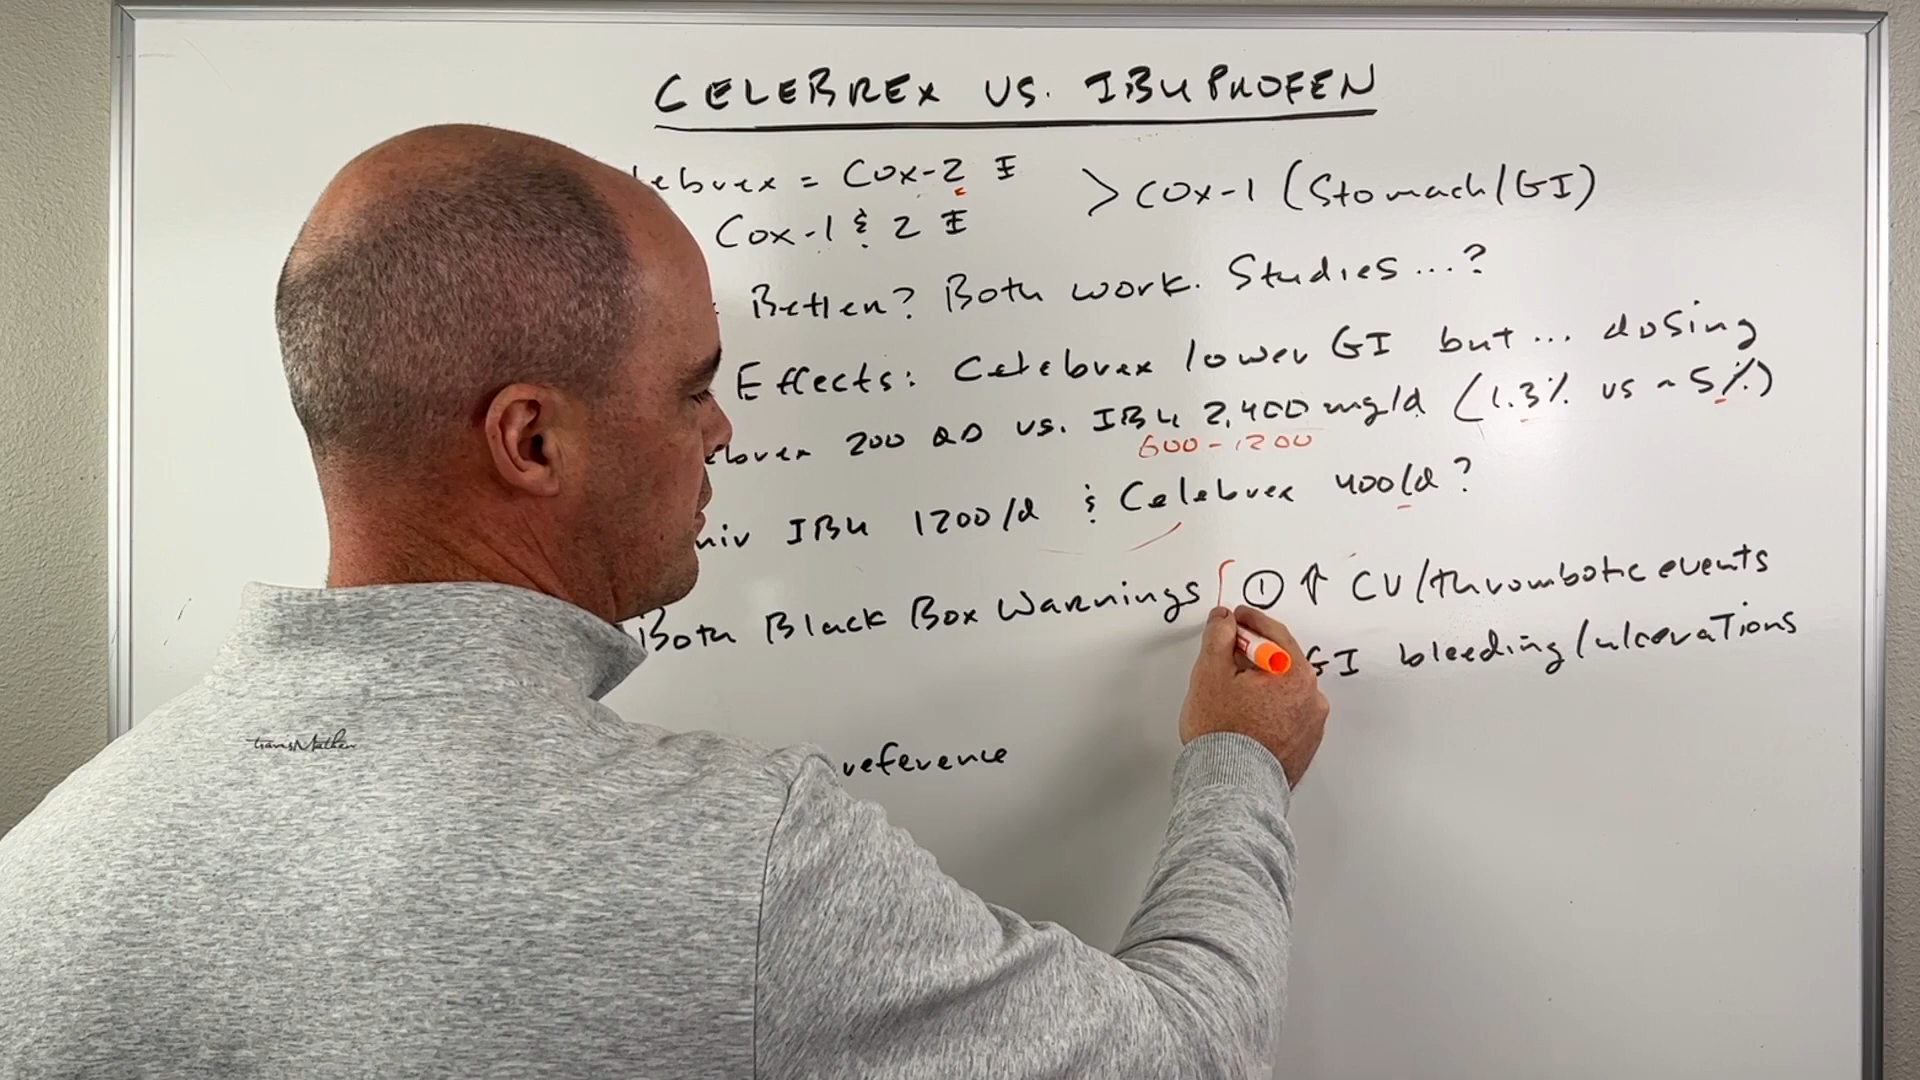 CELEBREX VS. IBUPROFEN
lebrex = COX-2 I
> COX-1 (Stomach/GI)
COX-1 & 2 I
Better? Both work. Studies...?
Effects: Celebrex lower GI but... dosing
lebrex 200 QD vs. IBU 2,400 mg/d (1.3% vs ~5%)
600-1200
niv IBU 1200/d & Celebrex 400/d?
Both Black Box Warnings ① ↑ CV/thrombotic events
GI bleeding/ulcerations
reference
travisMathew